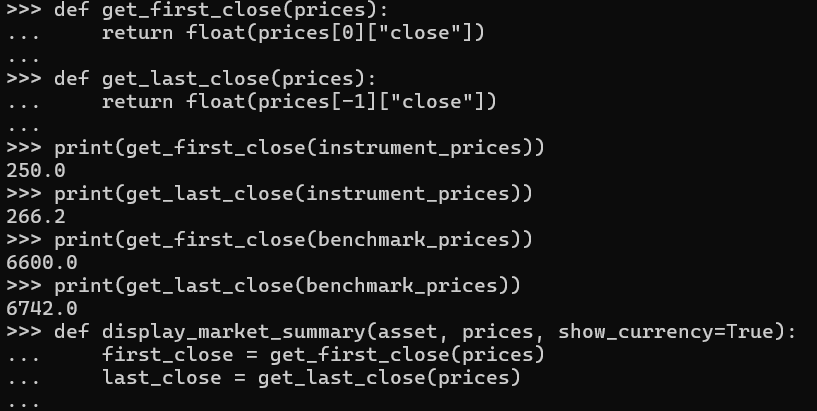 >>> def get_first_close(prices):
...     return float(prices[0]["close"])
...
>>> def get_last_close(prices):
...     return float(prices[-1]["close"])
...
>>> print(get_first_close(instrument_prices))
250.0
>>> print(get_last_close(instrument_prices))
266.2
>>> print(get_first_close(benchmark_prices))
6600.0
>>> print(get_last_close(benchmark_prices))
6742.0
>>> def display_market_summary(asset, prices, show_currency=True):
...     first_close = get_first_close(prices)
...     last_close = get_last_close(prices)
...